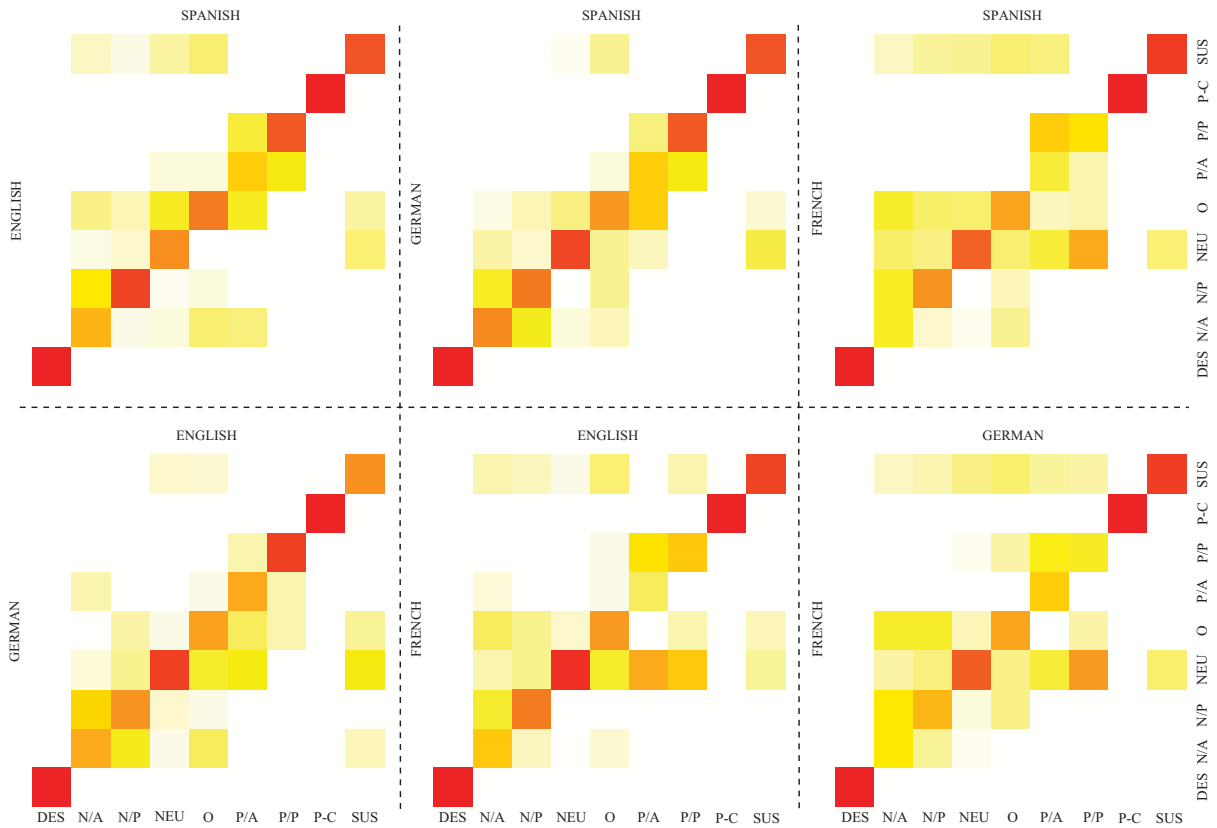 SPANISH SPANISH SPANISH
ENGLISH
GERMAN
FRENCH
SUS
P-C
P/P
P/A
O
NEU
N/P
N/A
DES
ENGLISH ENGLISH GERMAN
GERMAN
FRENCH
FRENCH
SUS
P-C
P/P
P/A
O
NEU
N/P
N/A
DES
DES N/A N/P NEU O P/A P/P P-C SUS DES N/A N/P NEU O P/A P/P P-C SUS DES N/A N/P NEU O P/A P/P P-C SUS